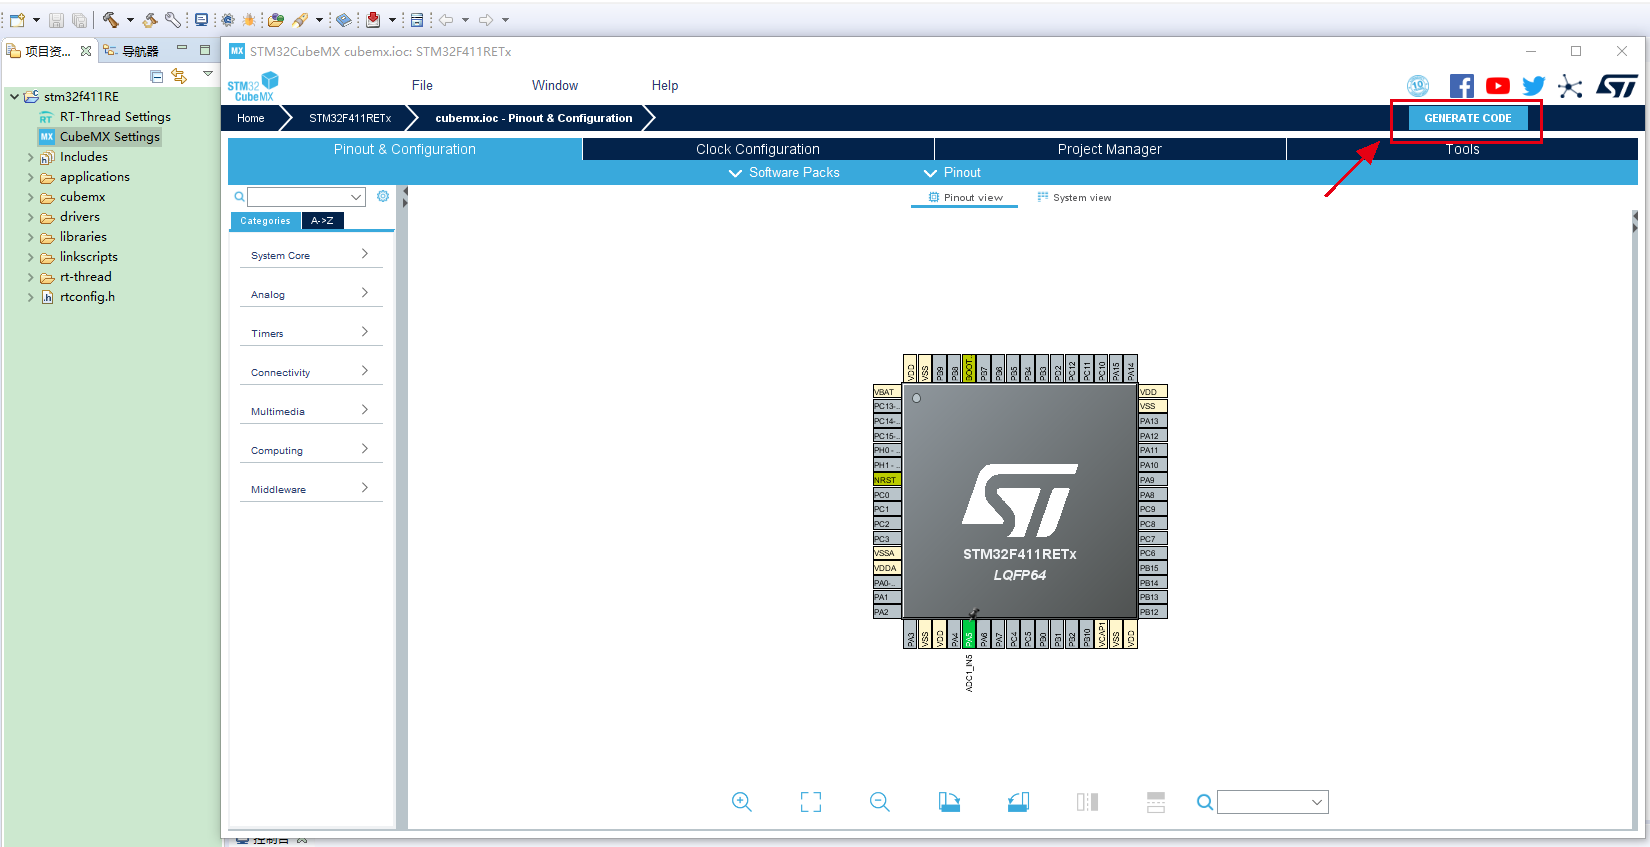 项目资...
导航器
stm32f411RE
RT-Thread Settings
CubeMX Settings
Includes
applications
cubemx
drivers
libraries
linkscripts
rt-thread
rtconfig.h
MX STM32CubeMX cubemx.ioc: STM32F411RETx
STM32
CubeMX
File
Window
Help
10
Home
STM32F411RETx
cubemx.ioc - Pinout & Configuration
GENERATE CODE
Pinout & Configuration
Clock Configuration
Project Manager
Tools
Software Packs
Pinout
Pinout view
System view
Categories
A->Z
System Core
Analog
Timers
Connectivity
Multimedia
Computing
Middleware
VDD
VSS
PB9
PB8
BOOT..
PB7
PB6
PB5
PB4
PB3
PD2
PC12
PC11
PC10
PA15
PA14
VBAT
PC13-..
PC14-..
PC15-..
PH0 - ..
PH1 - ..
NRST
PC0
PC1
PC2
PC3
VSSA
VDDA
PA0-..
PA1
PA2
VDD
VSS
PA13
PA12
PA11
PA10
PA9
PA8
PC9
PC8
PC7
PC6
PB15
PB14
PB13
PB12
ST
STM32F411RETx
LQFP64
PA3
VSS
VDD
PA4
PA5
PA6
PA7
PC4
PC5
PB0
PB1
PB2
PB10
VCAP1
VSS
VDD
ADC1_IN5
控制台